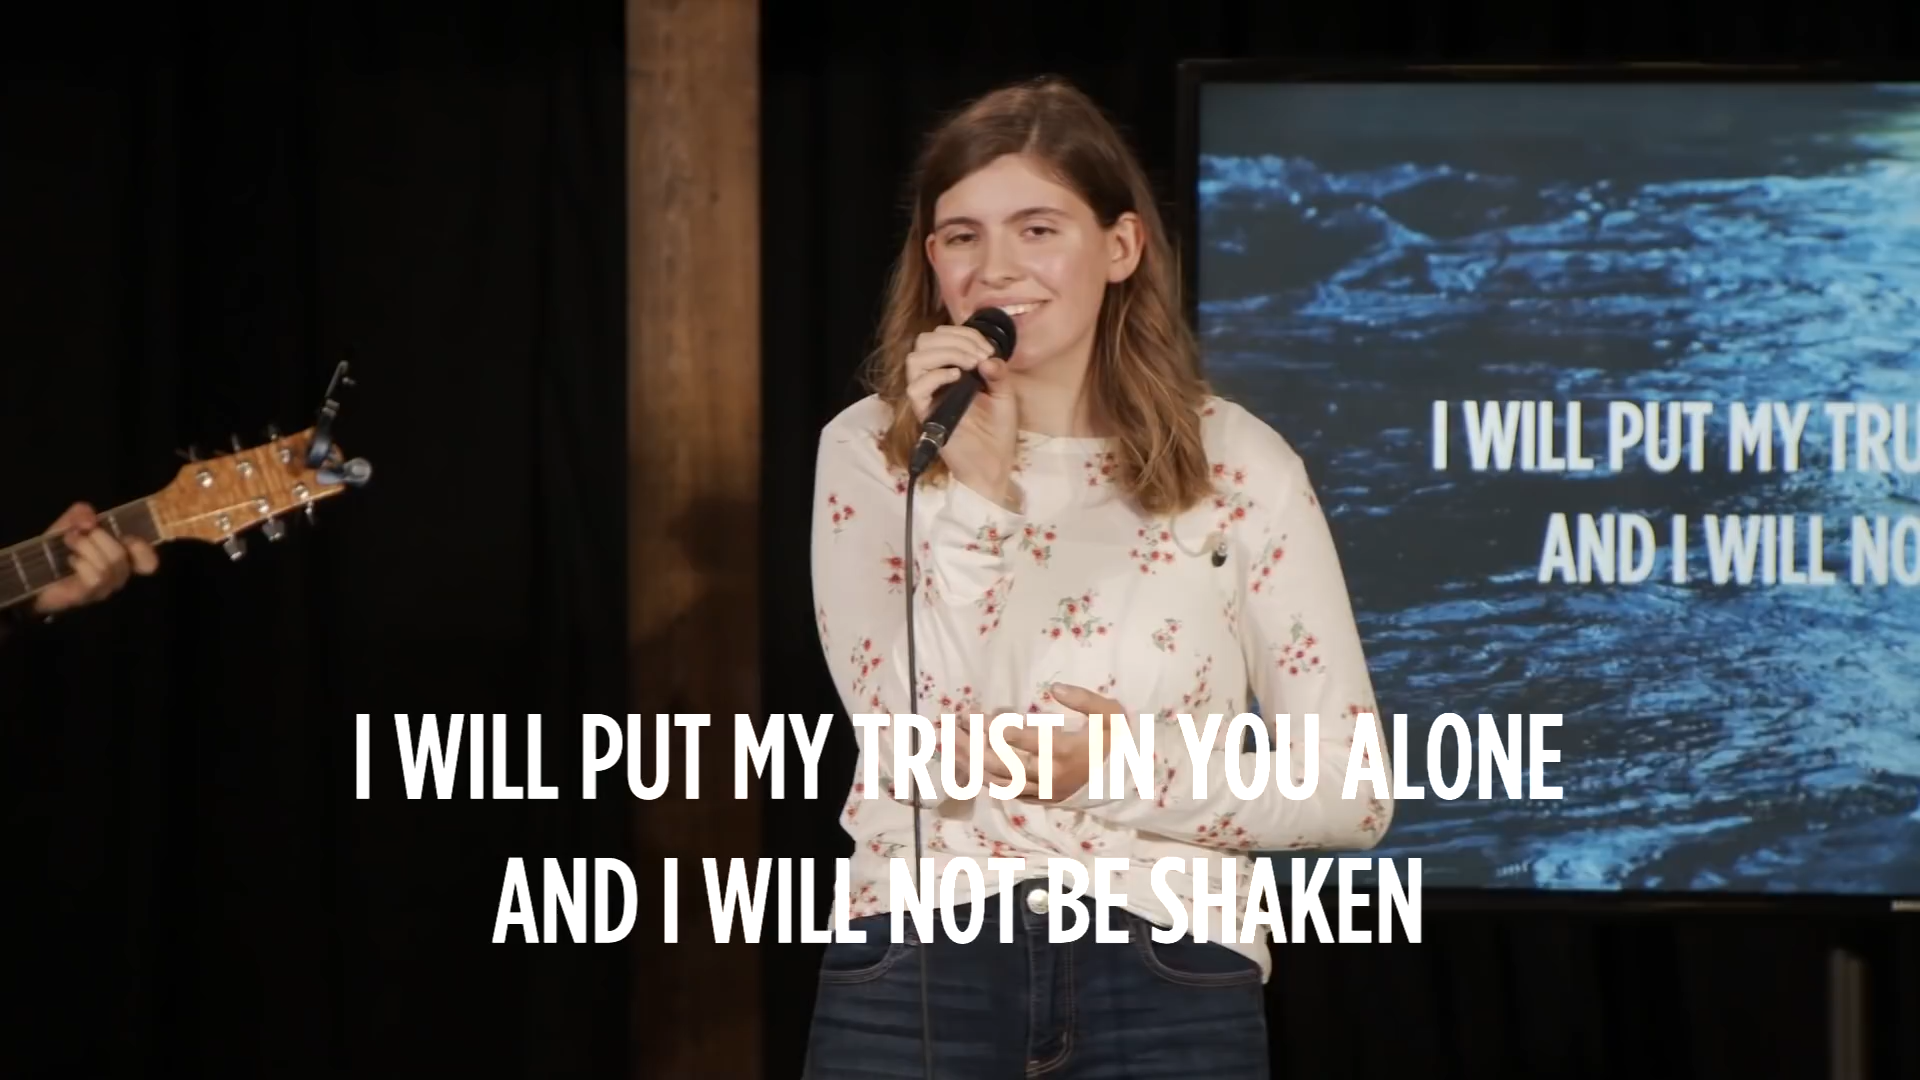 I WILL PUT MY TRU
AND I WILL NO
I WILL PUT MY TRUST IN YOU ALONE
AND I WILL NOT BE SHAKEN